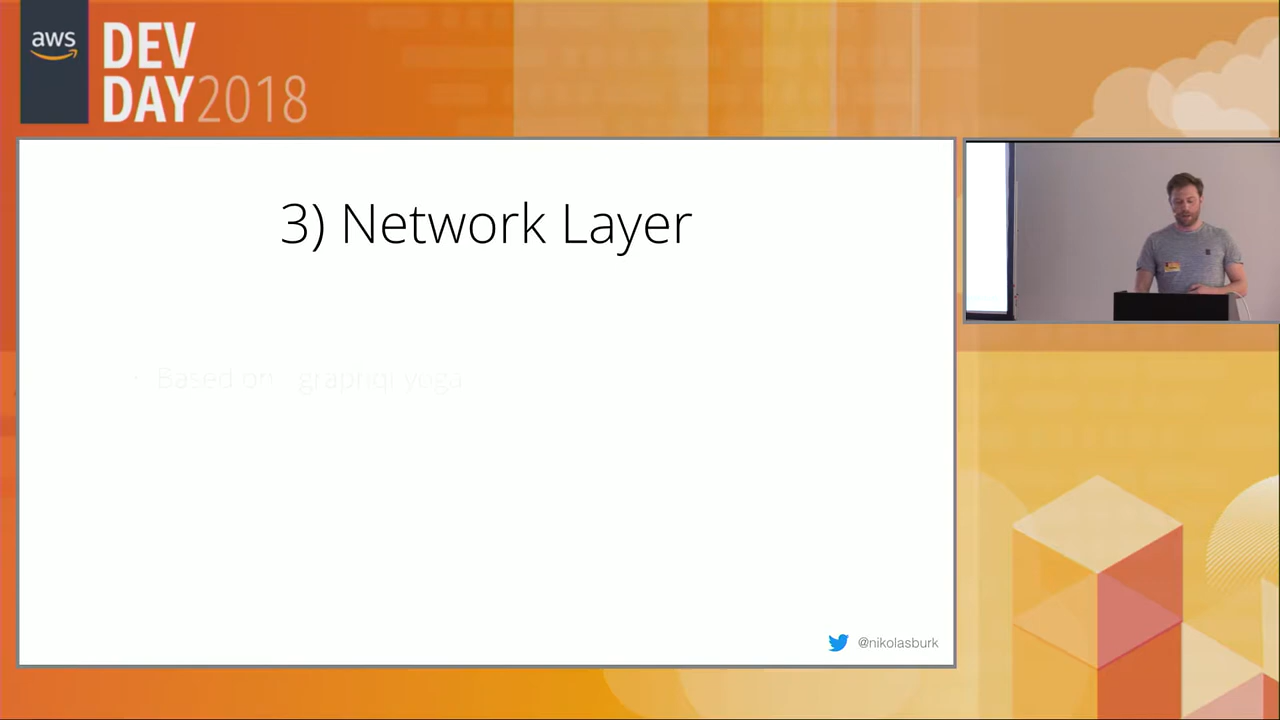 aws
DEV
DAY2018
3) Network Layer
· Based on graphql yoga
@nikolasburk